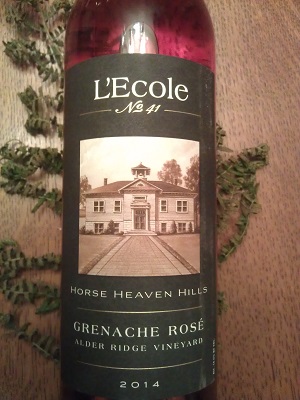 L'Ecole
No 41
HORSE HEAVEN HILLS
GRENACHE ROSÉ
ALDER RIDGE VINEYARD
2014